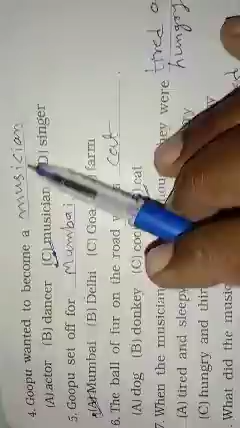 4. Goopu wanted to become a musician
(A) actor (B) dancer (C) musician (D) singer
5. Goopu set off for Mumbai
(A) Mumbai (B) Delhi (C) Goa farm
6. The ball of fur on the road cat.
(A) dog (B) donkey (C) cat
7. When the musician they were tired a
hungry
(A) tired and sleepy
(C) hungry and thir
. What did the music